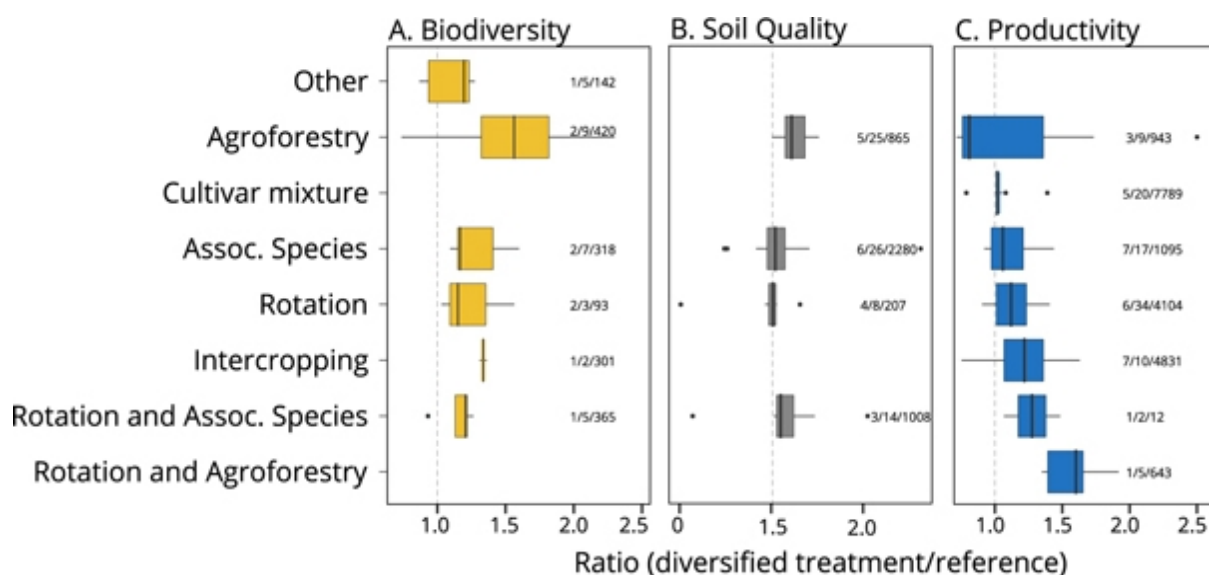 A. Biodiversity B. Soil Quality C. Productivity
Other 1/5/142
Agroforestry 2/9/420 5/25/865 3/9/943
Cultivar mixture 5/20/7789
Assoc. Species 2/7/318 6/26/2280 7/17/1095
Rotation 2/3/93 4/8/207 6/34/4104
Intercropping 1/2/301 7/10/4831
Rotation and Assoc. Species 1/5/365 3/14/1008 1/2/12
Rotation and Agroforestry 1/5/643
1.0 1.5 2.0 2.5 0 1.5 2.0 1.0 1.5 2.0 2.5
Ratio (diversified treatment/reference)